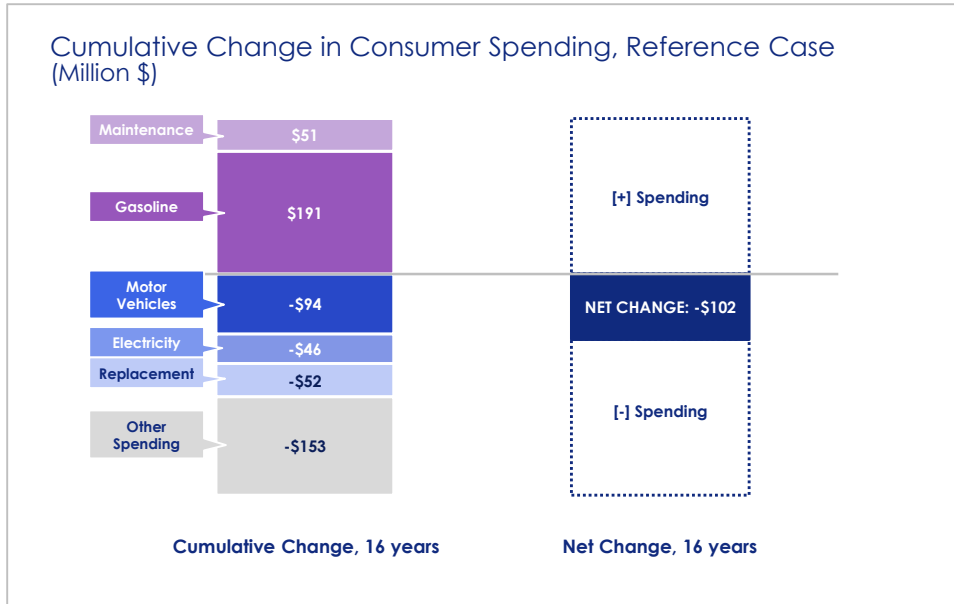 Cumulative Change in Consumer Spending, Reference Case
(Million $)
Maintenance
$51
Gasoline
$191
[+] Spending
Motor
Vehicles
-$94
NET CHANGE: -$102
Electricity
-$46
Replacement
-$52
Other
Spending
-$153
[-] Spending
Cumulative Change, 16 years
Net Change, 16 years